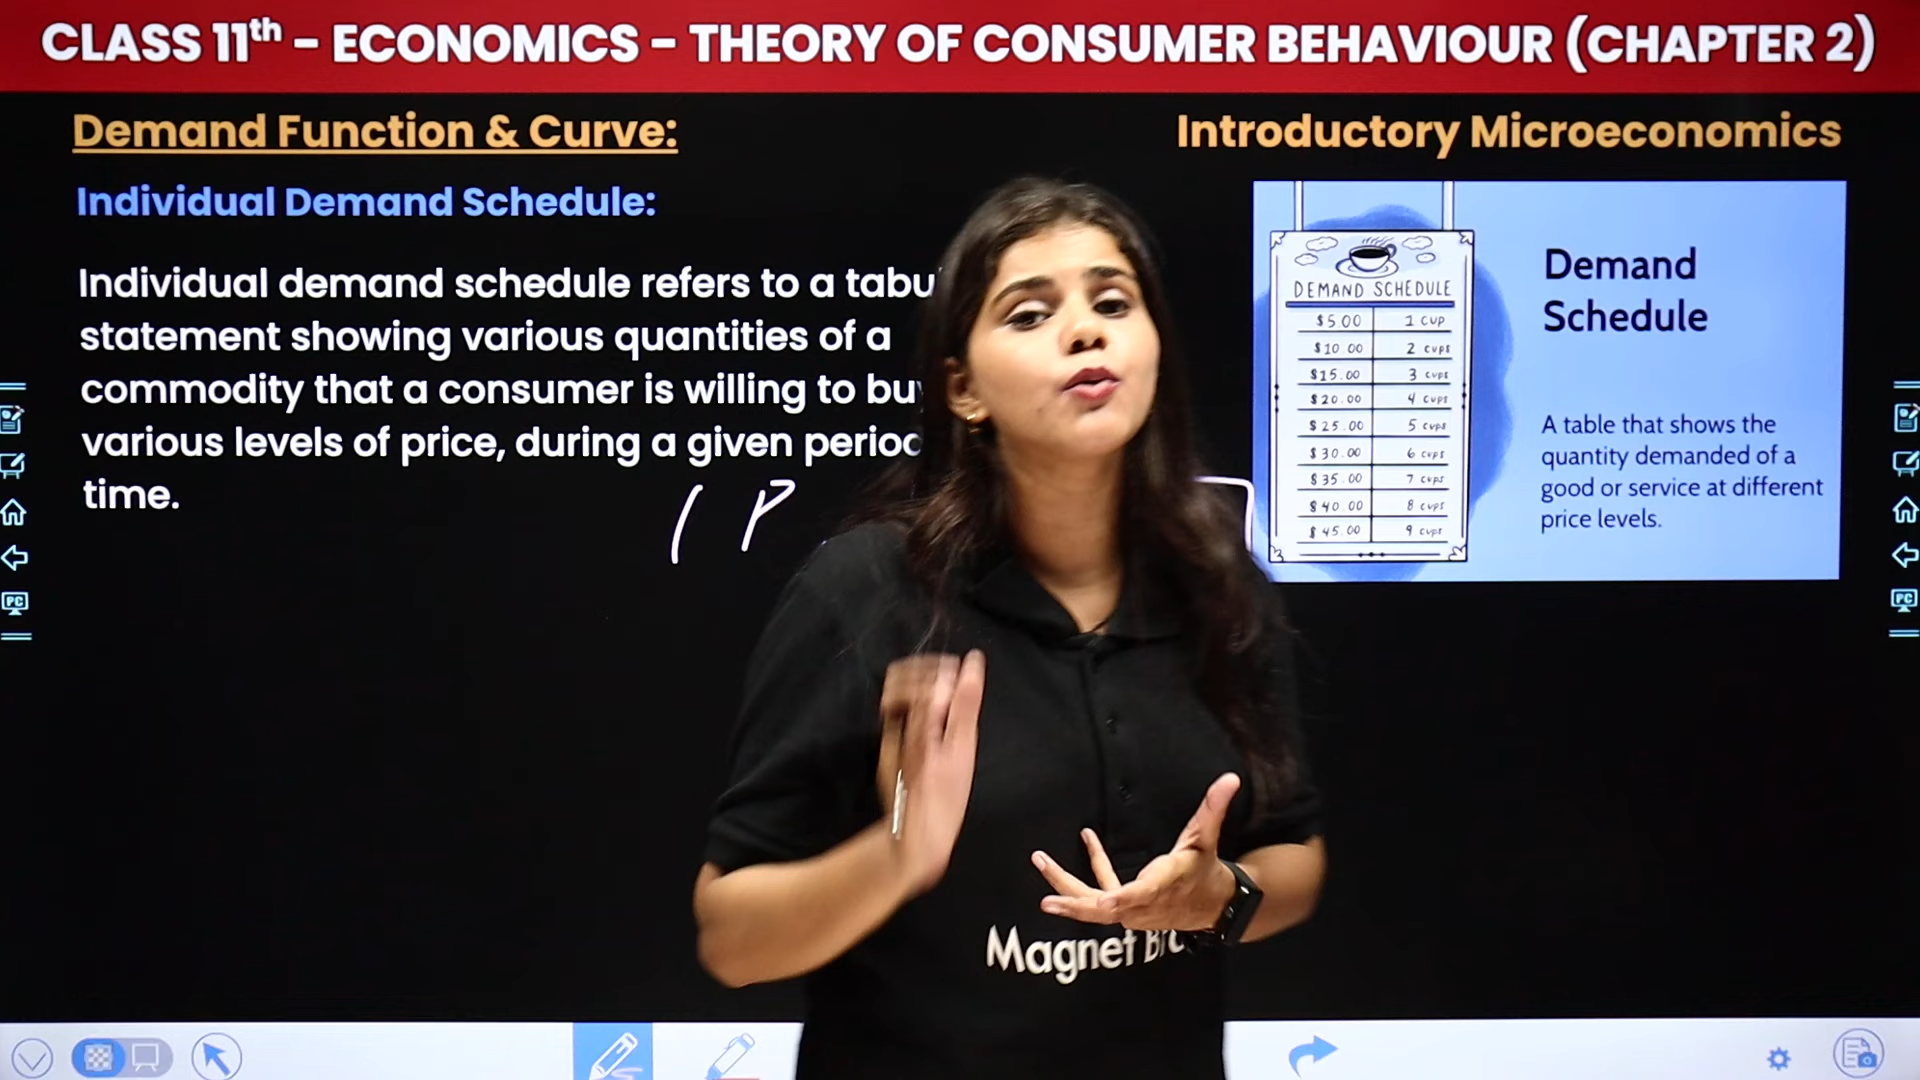 CLASS 11th - ECONOMICS - THEORY OF CONSUMER BEHAVIOUR (CHAPTER 2)
Demand Function & Curve:
Introductory Microeconomics
Individual Demand Schedule:
Individual demand schedule refers to a tabu
statement showing various quantities of a
commodity that a consumer is willing to bu
various levels of price, during a given perio
time.
P
DEMAND SCHEDULE
$5.00 1 CUP
$10.00 2 CUPS
$15.00 3 CUPS
$20.00 4 CUPS
$25.00 5 CUPS
$30.00 6 CUPS
$35.00 7 CUPS
$40.00 8 CUPS
$45.00 9 CUPS
Demand
Schedule
A table that shows the
quantity demanded of a
good or service at different
price levels.
PC
PC
Magnet Br